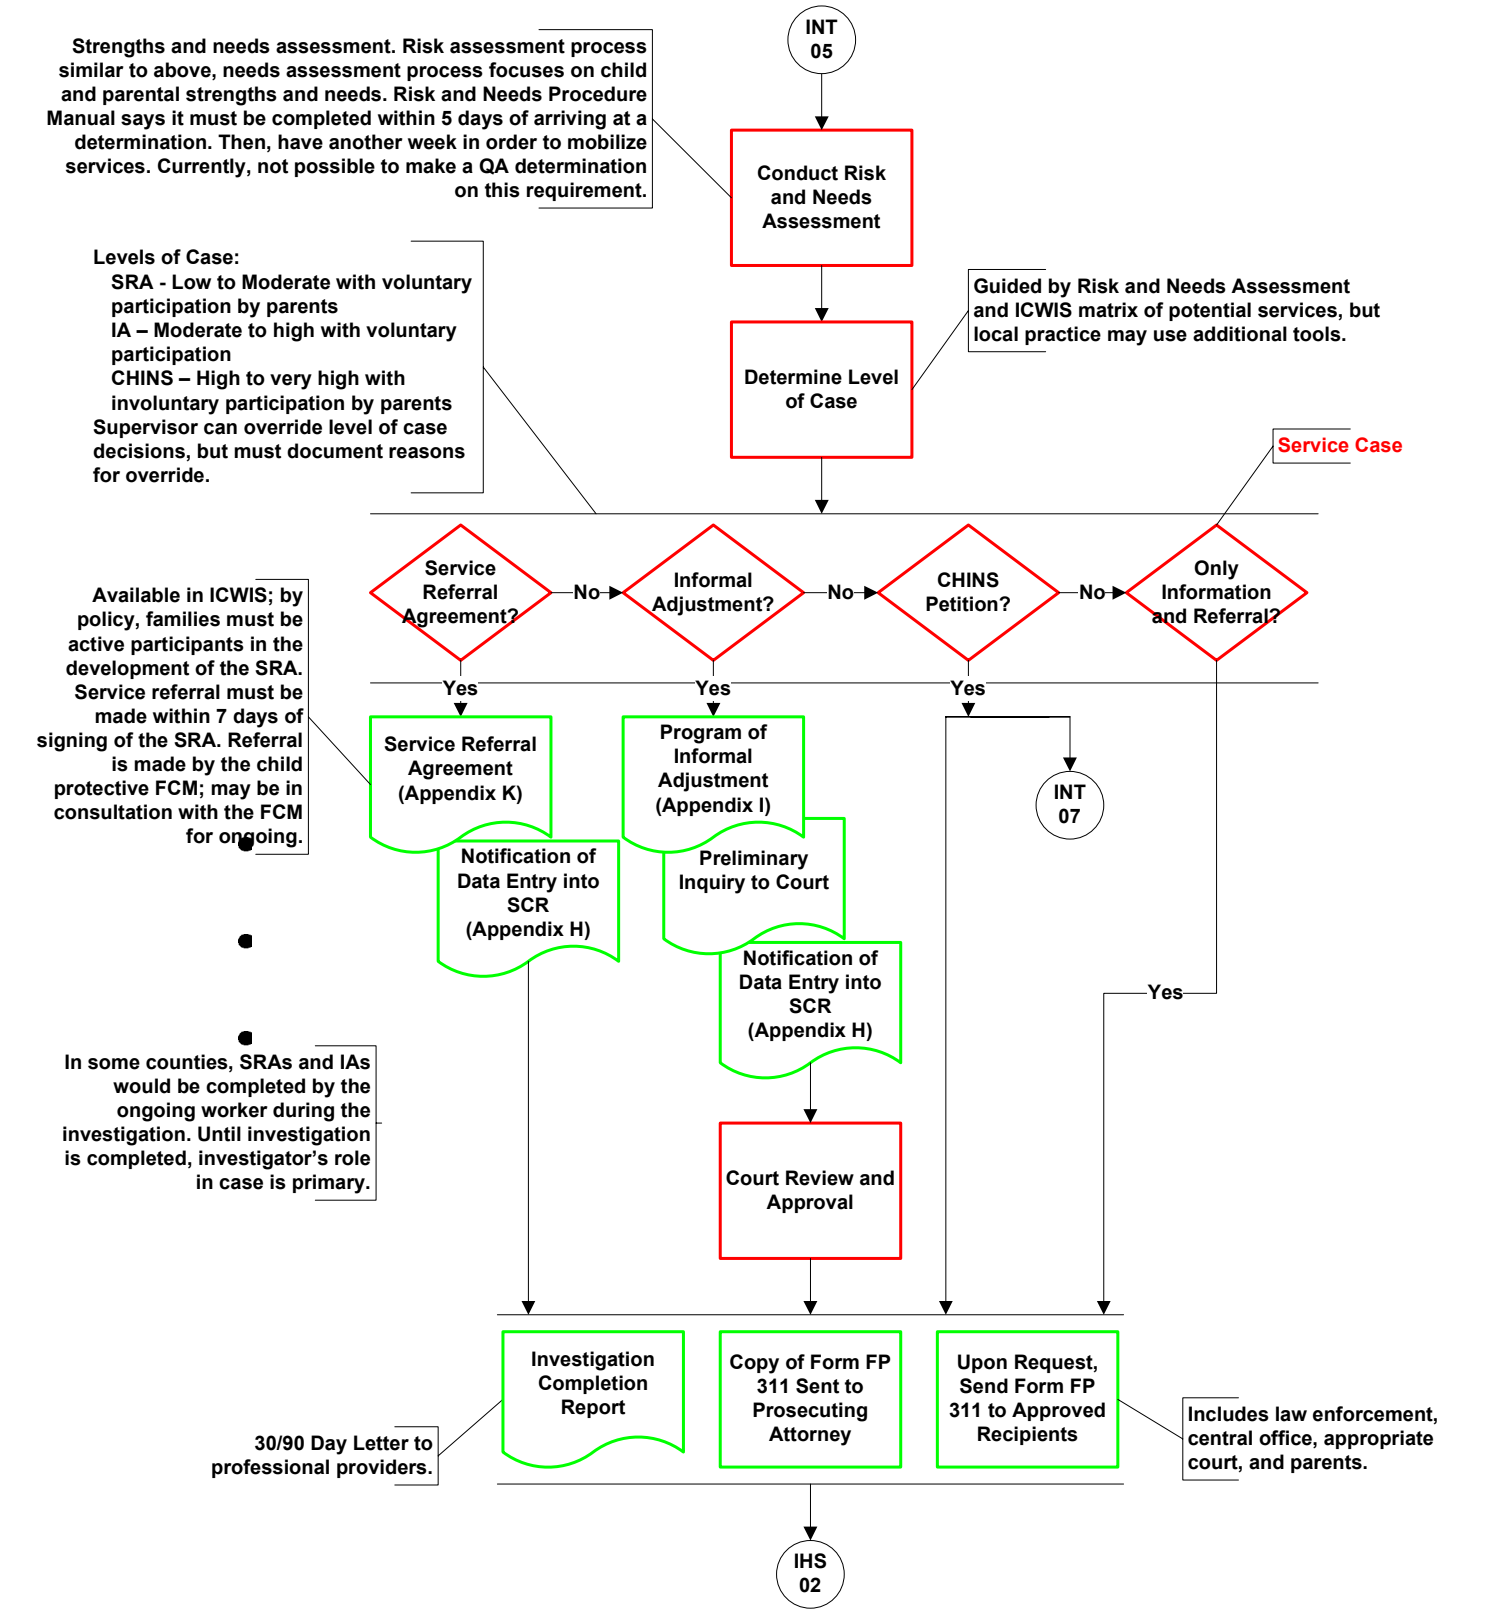 INT
05
Strengths and needs assessment. Risk assessment process
similar to above, needs assessment process focuses on child
and parental strengths and needs. Risk and Needs Procedure
Manual says it must be completed within 5 days of arriving at a
determination. Then, have another week in order to mobilize
services. Currently, not possible to make a QA determination
on this requirement.
Conduct Risk
and Needs
Assessment
Levels of Case:
SRA - Low to Moderate with voluntary
participation by parents
IA – Moderate to high with voluntary
participation
CHINS – High to very high with
involuntary participation by parents
Supervisor can override level of case
decisions, but must document reasons
for override.
Guided by Risk and Needs Assessment
and ICWIS matrix of potential services, but
local practice may use additional tools.
Determine Level
of Case
Service Case
Service
Referral
Agreement?
No
Informal
Adjustment?
No
CHINS
Petition?
No
Only
Information
and Referral?
Yes
Yes
Yes
Available in ICWIS; by
policy, families must be
active participants in the
development of the SRA.
Service referral must be
made within 7 days of
signing of the SRA. Referral
is made by the child
protective FCM; may be in
consultation with the FCM
for ongoing.
Service Referral
Agreement
(Appendix K)
Program of
Informal
Adjustment
(Appendix I)
INT
07
Notification of
Data Entry into
SCR
(Appendix H)
Preliminary
Inquiry to Court
Notification of
Data Entry into
SCR
(Appendix H)
Yes
In some counties, SRAs and IAs
would be completed by the
ongoing worker during the
investigation. Until investigation
is completed, investigator’s role
in case is primary.
Court Review and
Approval
Investigation
Completion
Report
Copy of Form FP
311 Sent to
Prosecuting
Attorney
Upon Request,
Send Form FP
311 to Approved
Recipients
30/90 Day Letter to
professional providers.
Includes law enforcement,
central office, appropriate
court, and parents.
IHS
02